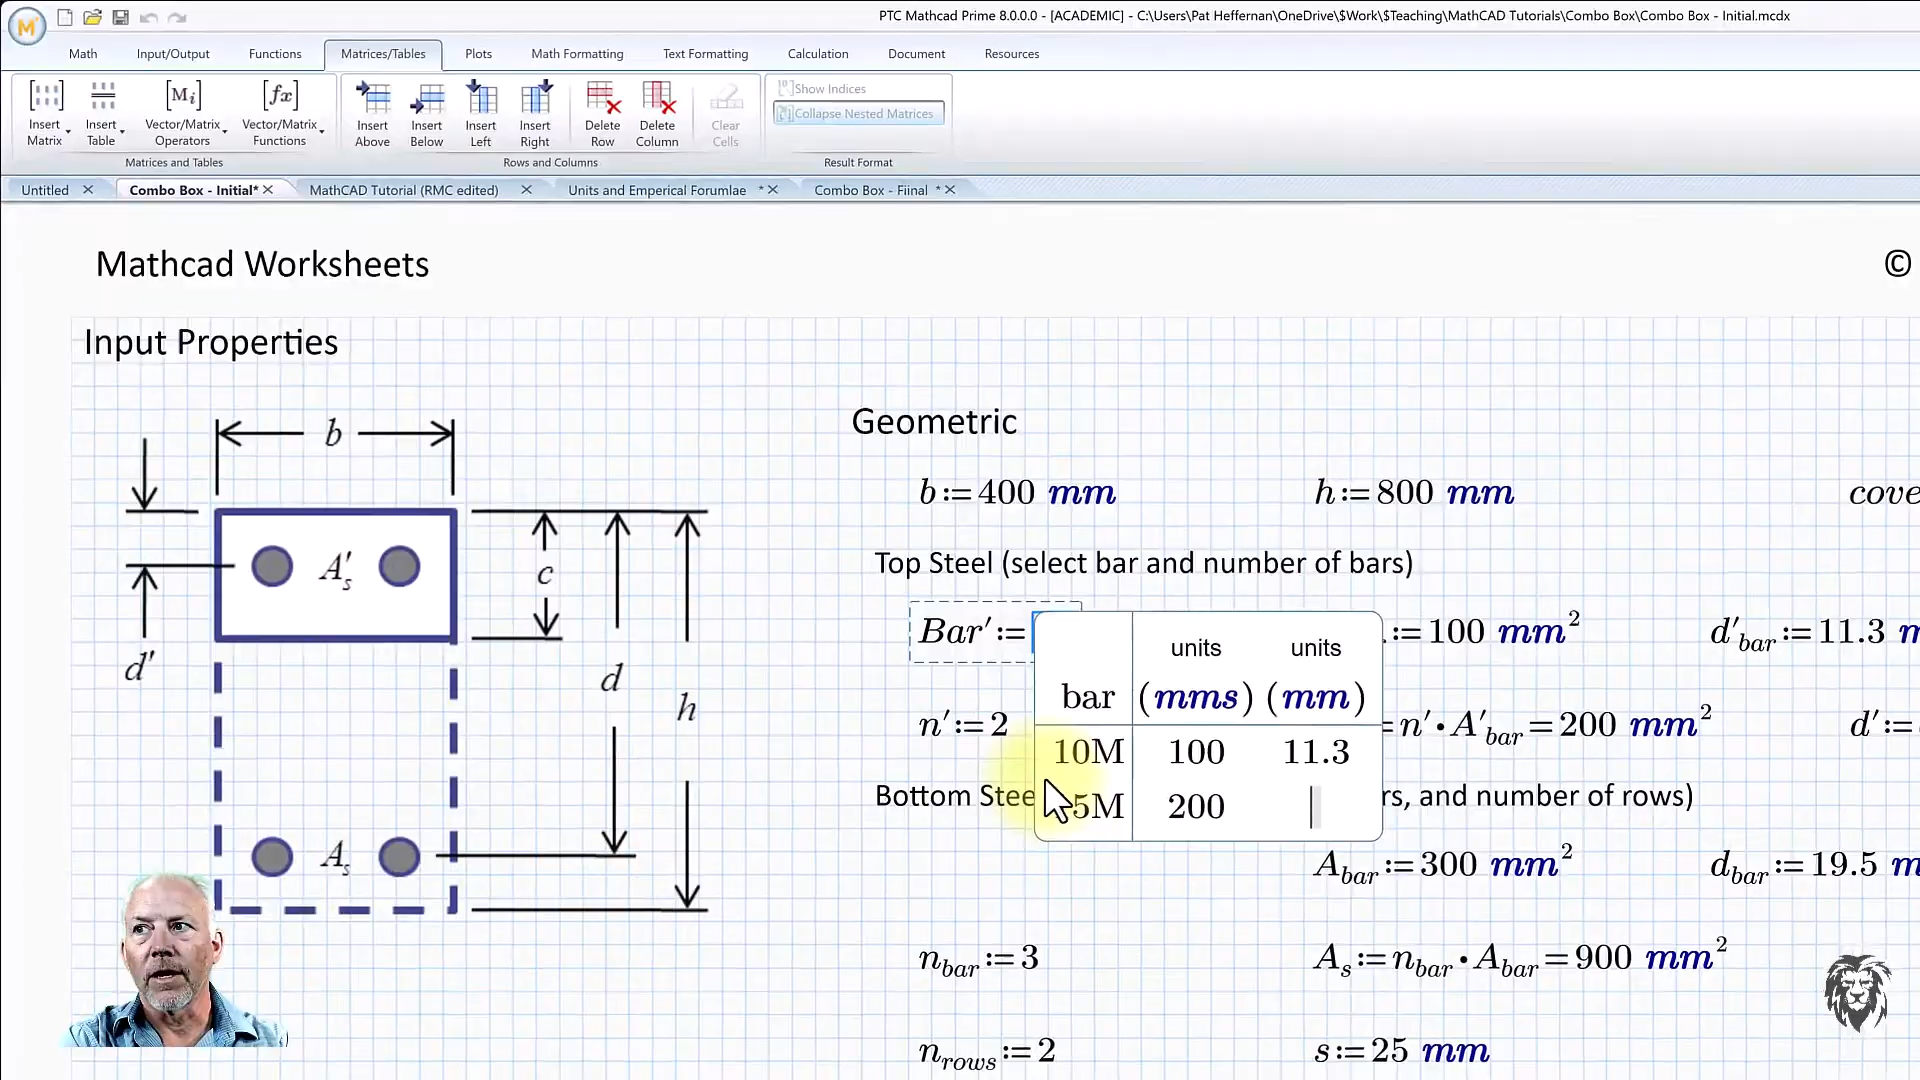 PTC Mathcad Prime 8.0.0.0 - [ACADEMIC] - C:\Users\Pat Heffernan\OneDrive\$Work\$Teaching\MathCAD Tutorials\Combo Box\Combo Box - Initial.mcdx
Math Input/Output Functions Matrices/Tables Plots Math Formatting Text Formatting Calculation Document Resources
Insert Matrix Insert Table Vector/Matrix Operators Vector/Matrix Functions Insert Above Insert Below Insert Left Insert Right Delete Row Delete Column Clear Cells Show Indices
Collapse Nested Matrices
Matrices and Tables Rows and Columns Result Format
Untitled Combo Box - Initial* MathCAD Tutorial (RMC edited) Units and Emperical Forumlae * Combo Box - Fiinal *
Mathcad Worksheets ©
Input Properties
Geometric
b
b:=400 mm h:=800 mm cove
Top Steel (select bar and number of bars)
A's
c
Bar':= units units .:=100 mm² d'bar:=11.3 m
d'
d
h
bar (mms) (mm)
n':=2 =n'•A'bar=200 mm² d':=
10M 100 11.3
Bottom Stee rs, and number of rows)
5M 200
As
Abar:=300 mm² dbar:=19.5 m
nbar:=3 As:=nbar•Abar=900 mm²
nrows:=2 s:=25 mm